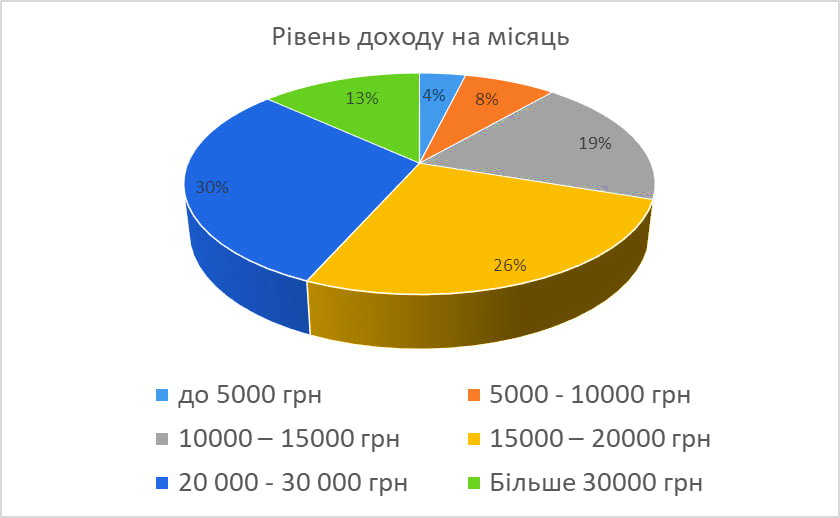 Рівень доходу на місяць
4%
8%
13%
19%
30%
26%
до 5000 грн
5000 - 10000 грн
10000 – 15000 грн
15000 – 20000 грн
20 000 - 30 000 грн
Більше 30000 грн